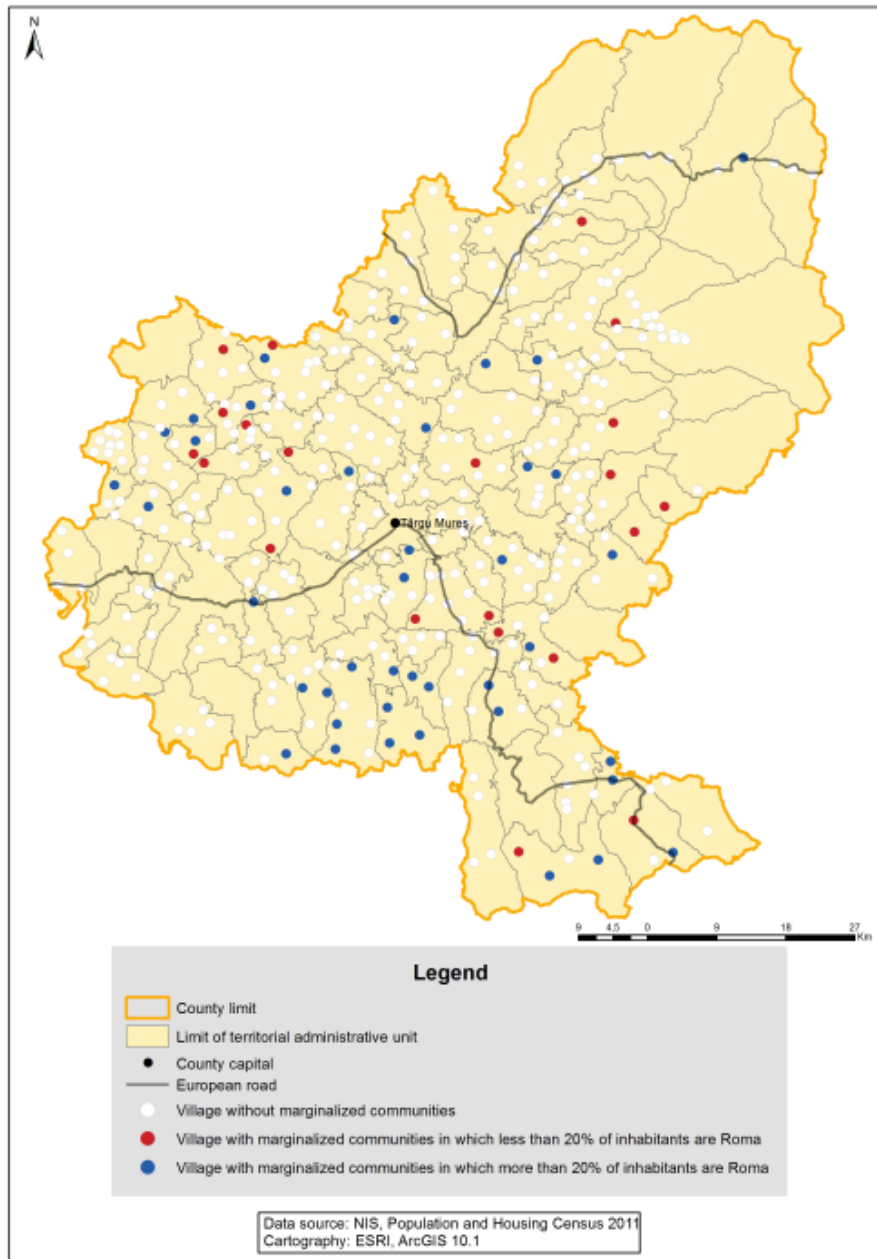 N
Târgu Mureș
9 4,5 0 9 18 27
Km
Legend
County limit
Limit of territorial administrative unit
County capital
European road
Village without marginalized communities
Village with marginalized communities in which less than 20% of inhabitants are Roma
Village with marginalized communities in which more than 20% of inhabitants are Roma
Data source: NIS, Population and Housing Census 2011
Cartography: ESRI, ArcGIS 10.1